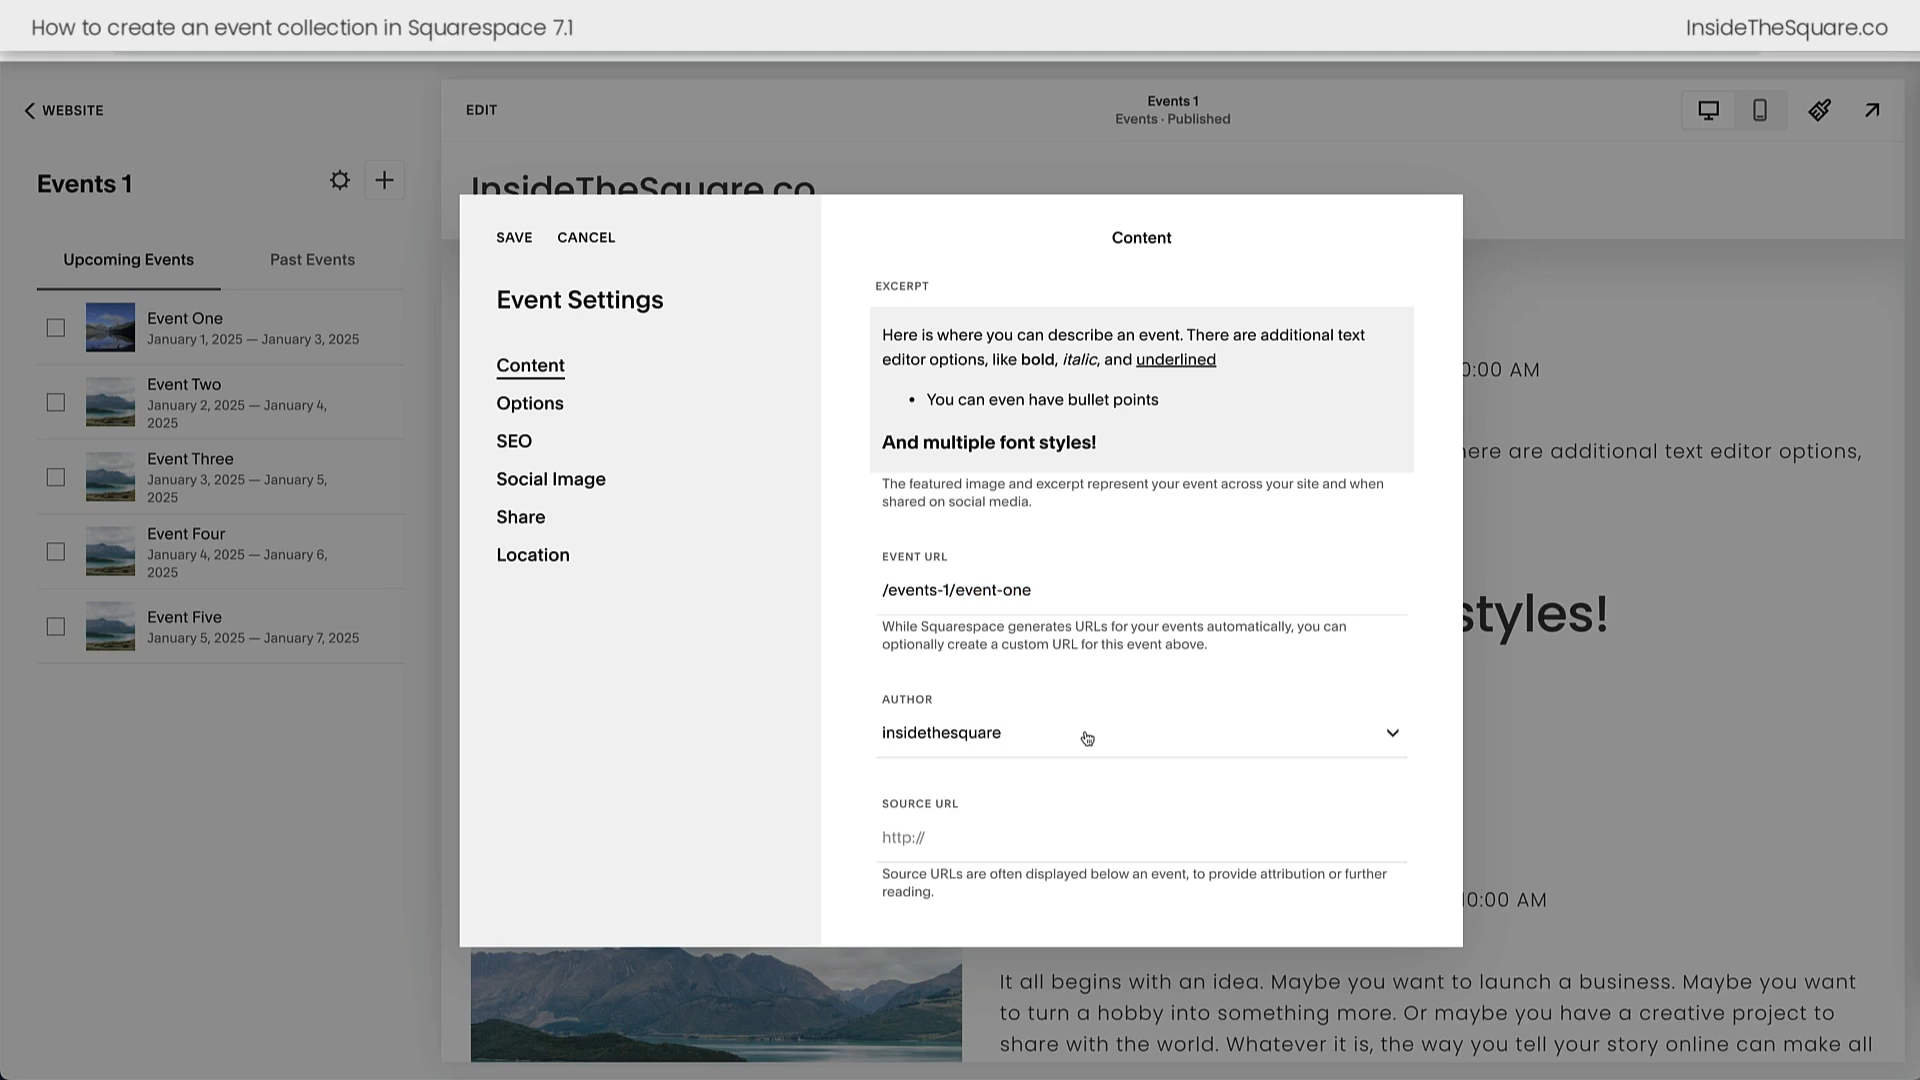 How to create an event collection in Squarespace 7.1
InsideTheSquare.co
WEBSITE
EDIT
Events 1
Events · Published
Events 1
Upcoming Events
Past Events
Event One
January 1, 2025 — January 3, 2025
Event Two
January 2, 2025 — January 4,
2025
Event Three
January 3, 2025 — January 5,
2025
Event Four
January 4, 2025 — January 6,
2025
Event Five
January 5, 2025 — January 7, 2025
InsideTheSquare.co
SAVE
CANCEL
Event Settings
Content
Options
SEO
Social Image
Share
Location
Content
EXCERPT
Here is where you can describe an event. There are additional text
editor options, like bold, italic, and underlined
• You can even have bullet points
And multiple font styles!
The featured image and excerpt represent your event across your site and when
shared on social media.
EVENT URL
/events-1/event-one
While Squarespace generates URLs for your events automatically, you can
optionally create a custom URL for this event above.
AUTHOR
insidethesquare
SOURCE URL
http://
Source URLs are often displayed below an event, to provide attribution or further
reading.
0:00 AM
here are additional text editor options,
styles!
10:00 AM
It all begins with an idea. Maybe you want to launch a business. Maybe you want
to turn a hobby into something more. Or maybe you have a creative project to
share with the world. Whatever it is, the way you tell your story online can make all